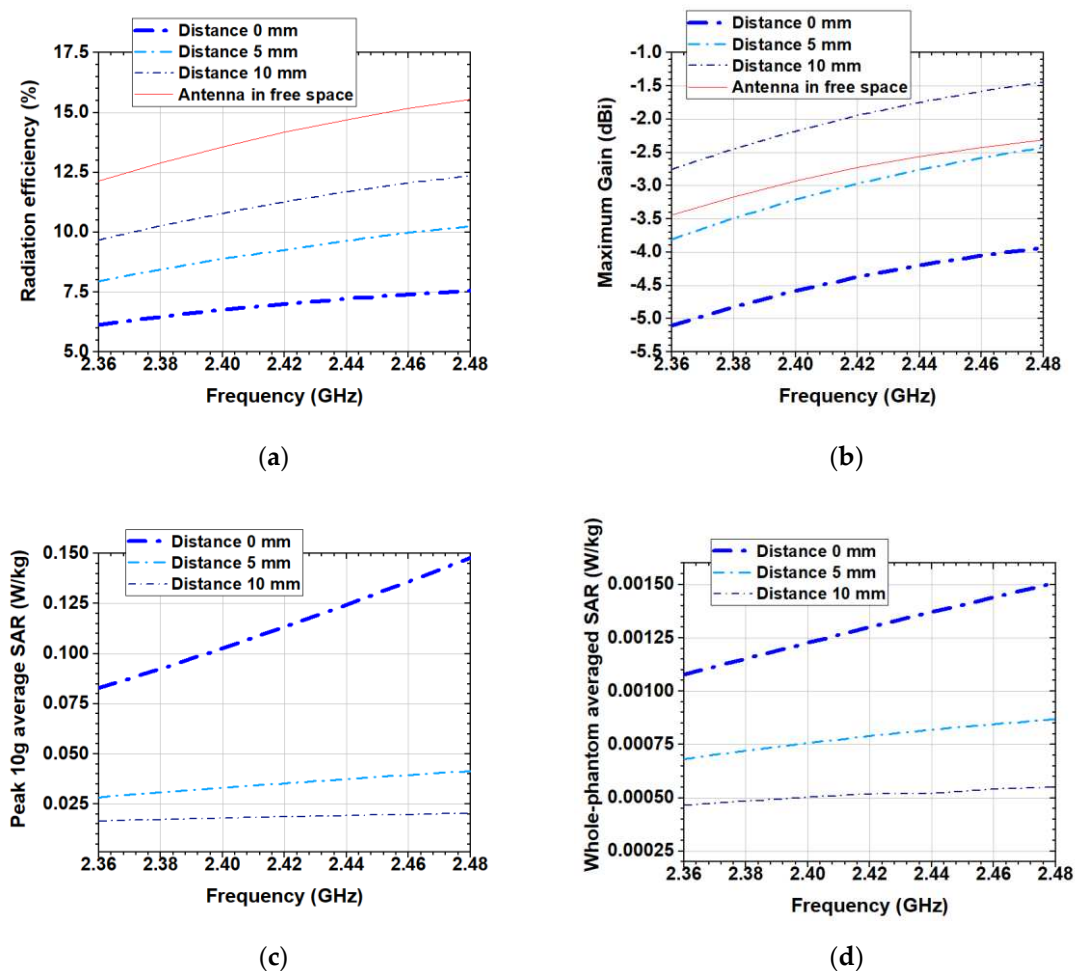 Distance 0 mm
Distance 5 mm
Distance 10 mm
Antenna in free space
17.5
15.0
12.5
10.0
7.5
5.0
Radiation efficiency (%)
2.36 2.38 2.40 2.42 2.44 2.46 2.48
Frequency (GHz)
(a)
Distance 0 mm
Distance 5 mm
Distance 10 mm
Antenna in free space
-1.0
-1.5
-2.0
-2.5
-3.0
-3.5
-4.0
-4.5
-5.0
-5.5
Maximum Gain (dBi)
2.36 2.38 2.40 2.42 2.44 2.46 2.48
Frequency (GHz)
(b)
Distance 0 mm
Distance 5 mm
Distance 10 mm
0.150
0.125
0.100
0.075
0.050
0.025
Peak 10g average SAR (W/kg)
2.36 2.38 2.40 2.42 2.44 2.46 2.48
Frequency (GHz)
(c)
Distance 0 mm
Distance 5 mm
Distance 10 mm
0.00150
0.00125
0.00100
0.00075
0.00050
0.00025
Whole-phantom averaged SAR (W/kg)
2.36 2.38 2.40 2.42 2.44 2.46 2.48
Frequency (GHz)
(d)